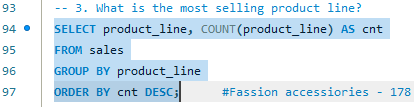 93 -- 3. What is the most selling product line?
94 SELECT product_line, COUNT(product_line) AS cnt
95 FROM sales
96 GROUP BY product_line
97 ORDER BY cnt DESC; #Fassion accessiories - 178